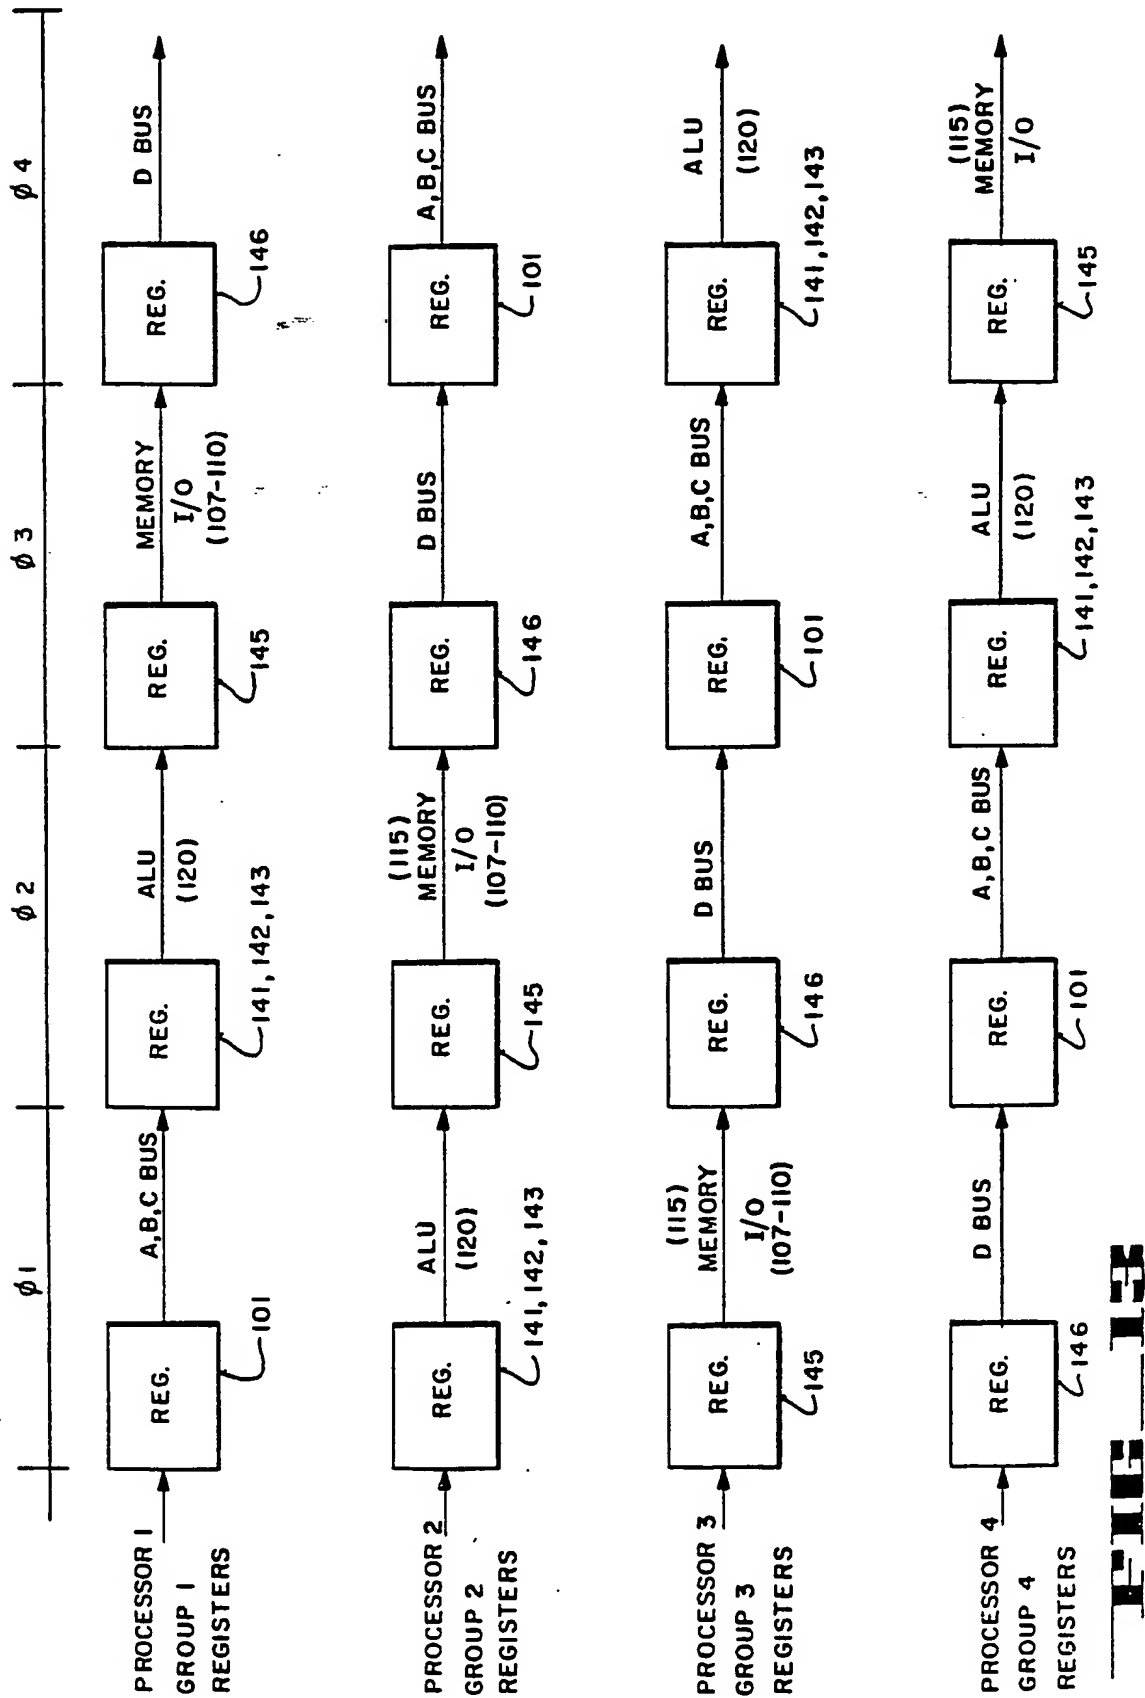 ø 1
ø 2
ø 3
ø 4
PROCESSOR 1
GROUP 1
REGISTERS
REG.
101
A,B,C BUS
REG.
141, 142, 143
ALU
(120)
REG.
145
MEMORY
I/O
(107-110)
REG.
146
D BUS
PROCESSOR 2
GROUP 2
REGISTERS
REG.
141, 142, 143
ALU
(120)
REG.
145
(115)
MEMORY
I/O
(107-110)
REG.
146
D BUS
REG.
101
A,B,C BUS
PROCESSOR 3
GROUP 3
REGISTERS
REG.
145
(115)
MEMORY
I/O
(107-110)
REG.
146
D BUS
REG.
101
A,B,C BUS
REG.
141, 142, 143
ALU
(120)
PROCESSOR 4
GROUP 4
REGISTERS
REG.
146
D BUS
REG.
101
A,B,C BUS
REG.
141, 142, 143
ALU
(120)
REG.
145
(115)
MEMORY
I/O
FIG 13